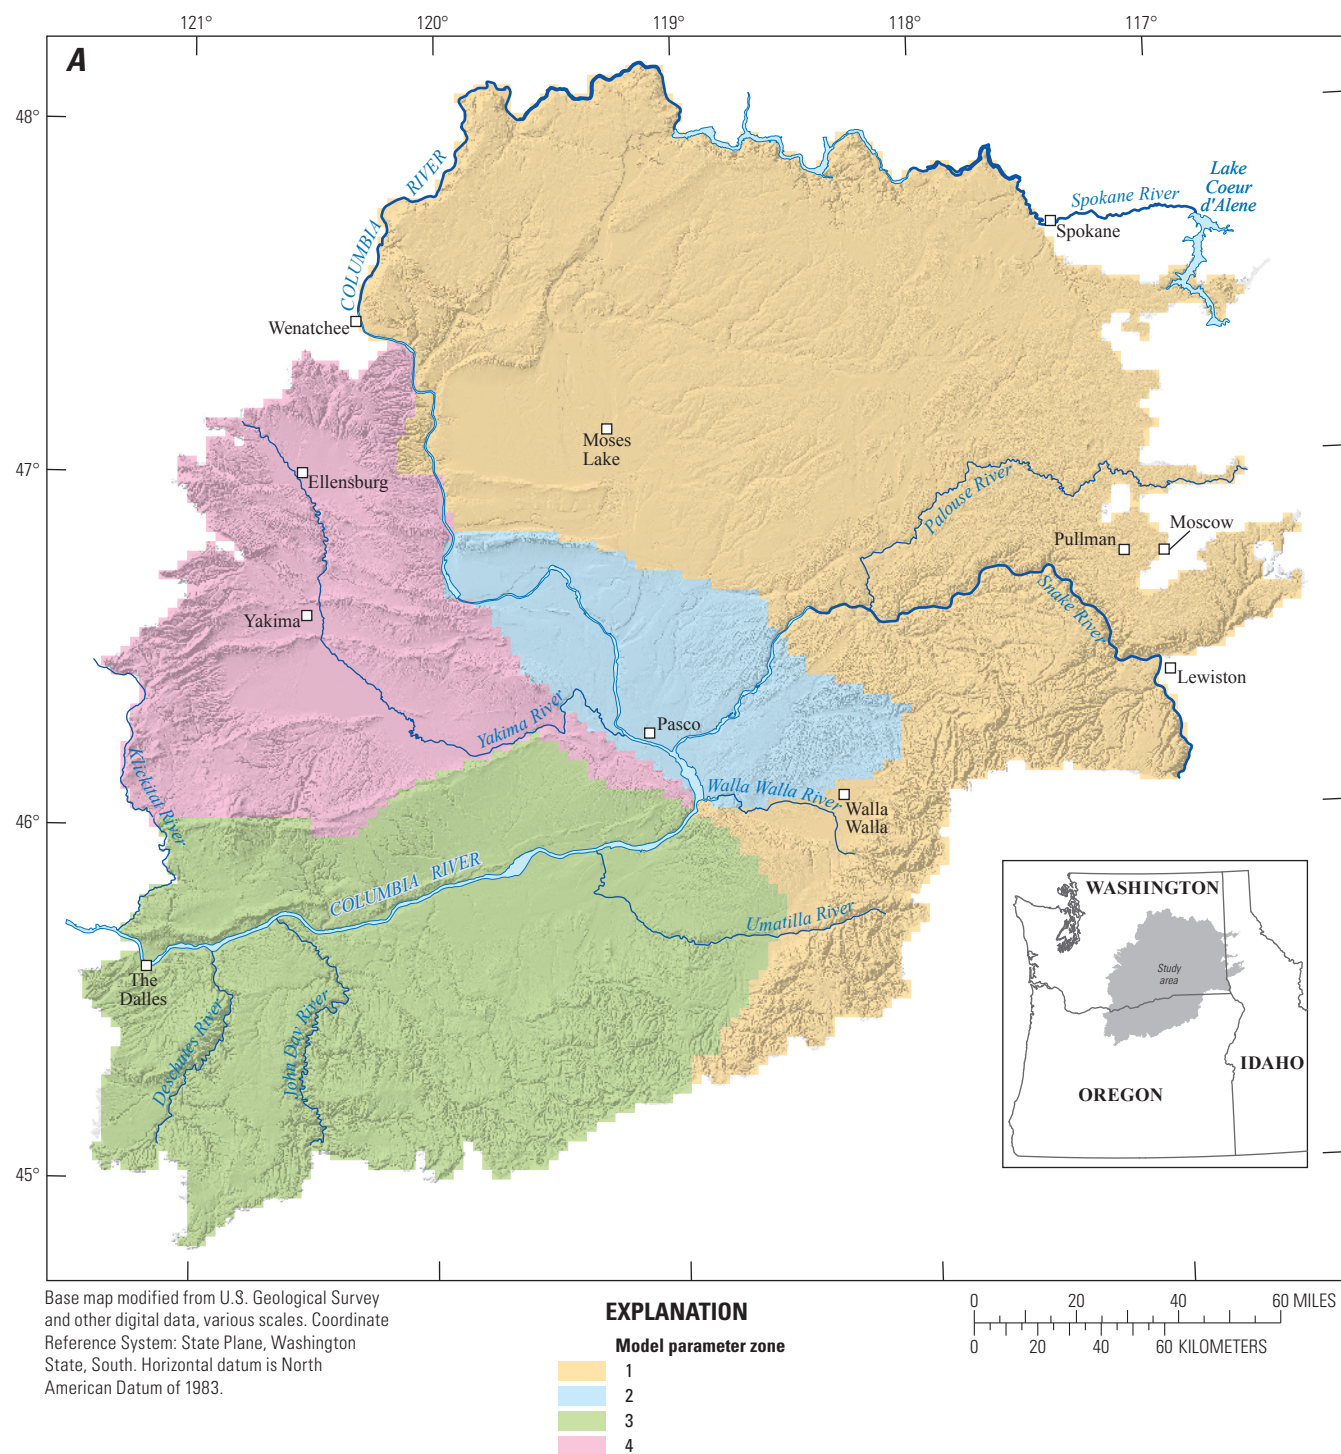 121°
120°
119°
118°
117°
A
48°
47°
46°
45°
COLUMBIA RIVER
Lake
Coeur
d'Alene
Spokane River
Spokane
Wenatchee
Moses
Lake
Ellensburg
Palouse River
Moscow
Pullman
Snake River
Yakima
Lewiston
Yakima River
Pasco
Klickitat River
Walla Walla River
Walla
Walla
COLUMBIA RIVER
Umatilla River
The
Dalles
Deschutes River
John Day River
WASHINGTON
Study
area
IDAHO
OREGON
Base map modified from U.S. Geological Survey
and other digital data, various scales. Coordinate
Reference System: State Plane, Washington
State, South. Horizontal datum is North
American Datum of 1983.
EXPLANATION
Model parameter zone
1
2
3
4
0 20 40 60 MILES
0 20 40 60 KILOMETERS